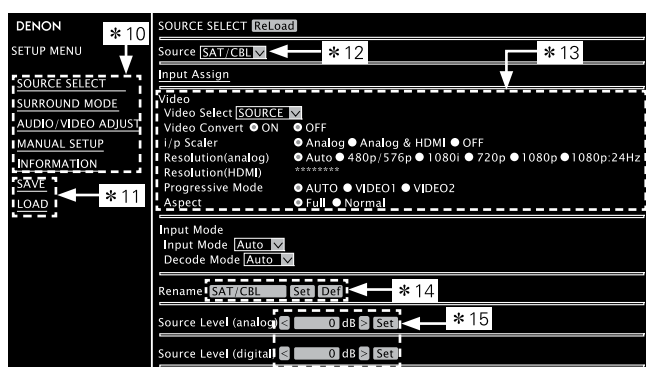 DENON
SETUP MENU
*10
SOURCE SELECT
SURROUND MODE
AUDIO/VIDEO ADJUST
MANUAL SETUP
INFORMATION
SAVE
LOAD
*11
SOURCE SELECT ReLoad
Source SAT/CBL *12 *13
Input Assign
Video
Video Select SOURCE
Video Convert ON OFF
i/p Scaler Analog Analog & HDMI OFF
Resolution(analog) Auto 480p/576p 1080i 720p 1080p 1080p:24Hz
Resolution(HDMI) ********
Progressive Mode AUTO VIDEO1 VIDEO2
Aspect Full Normal
Input Mode
Input Mode Auto
Decode Mode Auto
Rename SAT/CBL Set Def *14
Source Level (analog) < 0 dB > Set *15
Source Level (digital) < 0 dB > Set